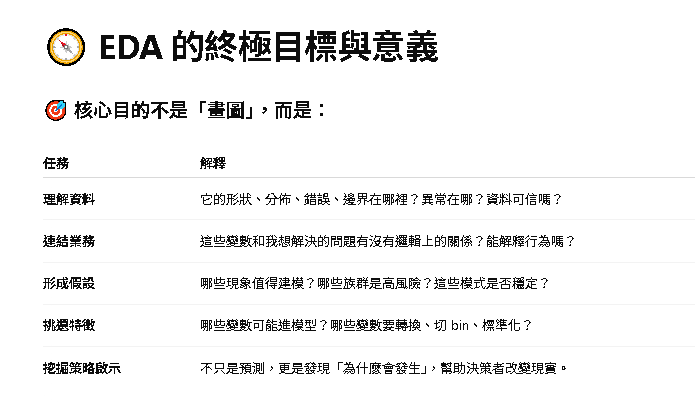 EDA 的終極目標與意義
核心目的不是「畫圖」，而是：
任務 解釋
理解資料 它的形狀、分佈、錯誤、邊界在哪裡？異常在哪？資料可信嗎？
連結業務 這些變數和我想解決的問題有沒有邏輯上的關係？能解釋行為嗎？
形成假設 哪些現象值得建模？哪些族群是高風險？這些模式是否穩定？
挑選特徵 哪些變數可能進模型？哪些變數要轉換、切 bin、標準化？
挖掘策略啟示 不只是預測，更是發現「為什麼會發生」，幫助決策者改變現實。